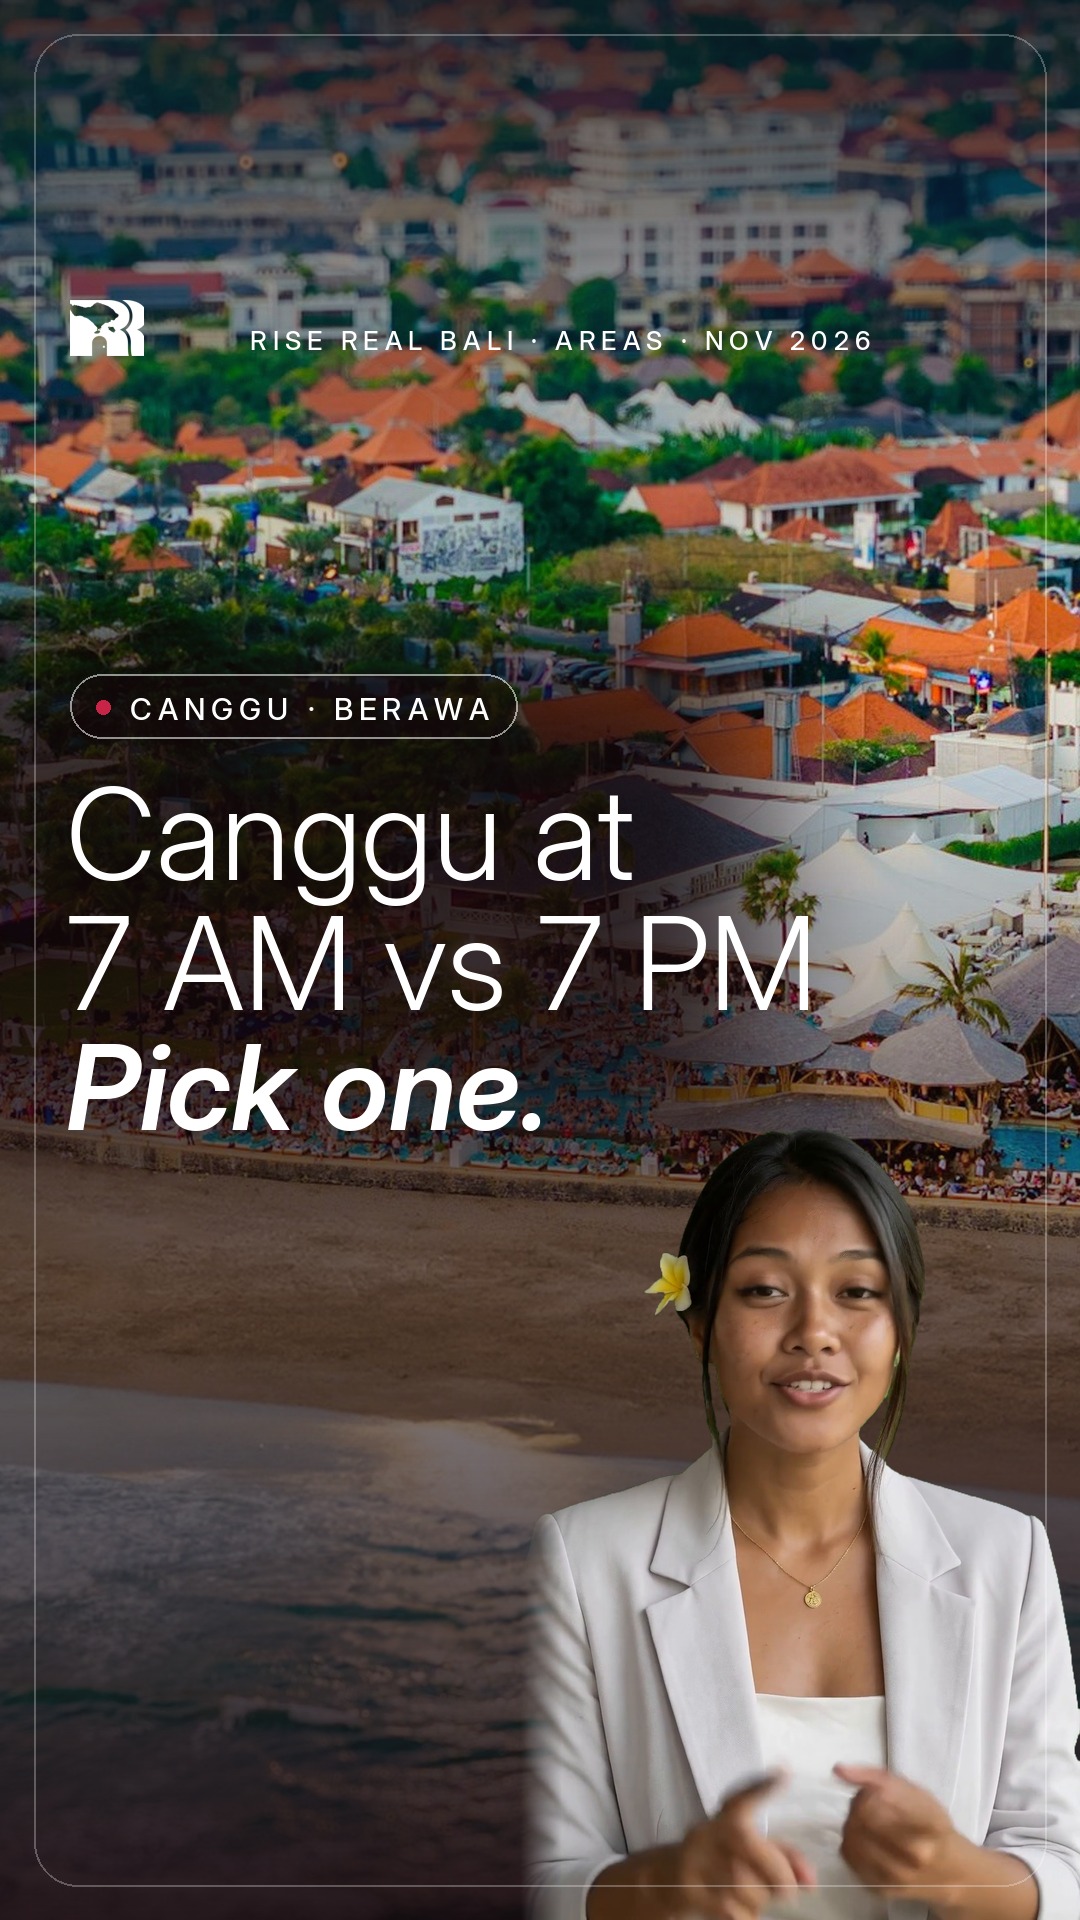 RISE REAL BALI · AREAS · NOV 2026
CANGGU · BERAWA
Canggu at
7 AM vs 7 PM
Pick one.